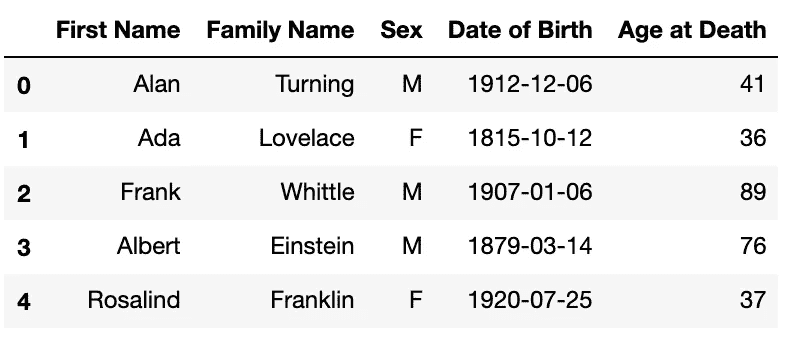 First Name Family Name Sex Date of Birth Age at Death
0 Alan Turning M 1912-12-06 41
1 Ada Lovelace F 1815-10-12 36
2 Frank Whittle M 1907-01-06 89
3 Albert Einstein M 1879-03-14 76
4 Rosalind Franklin F 1920-07-25 37